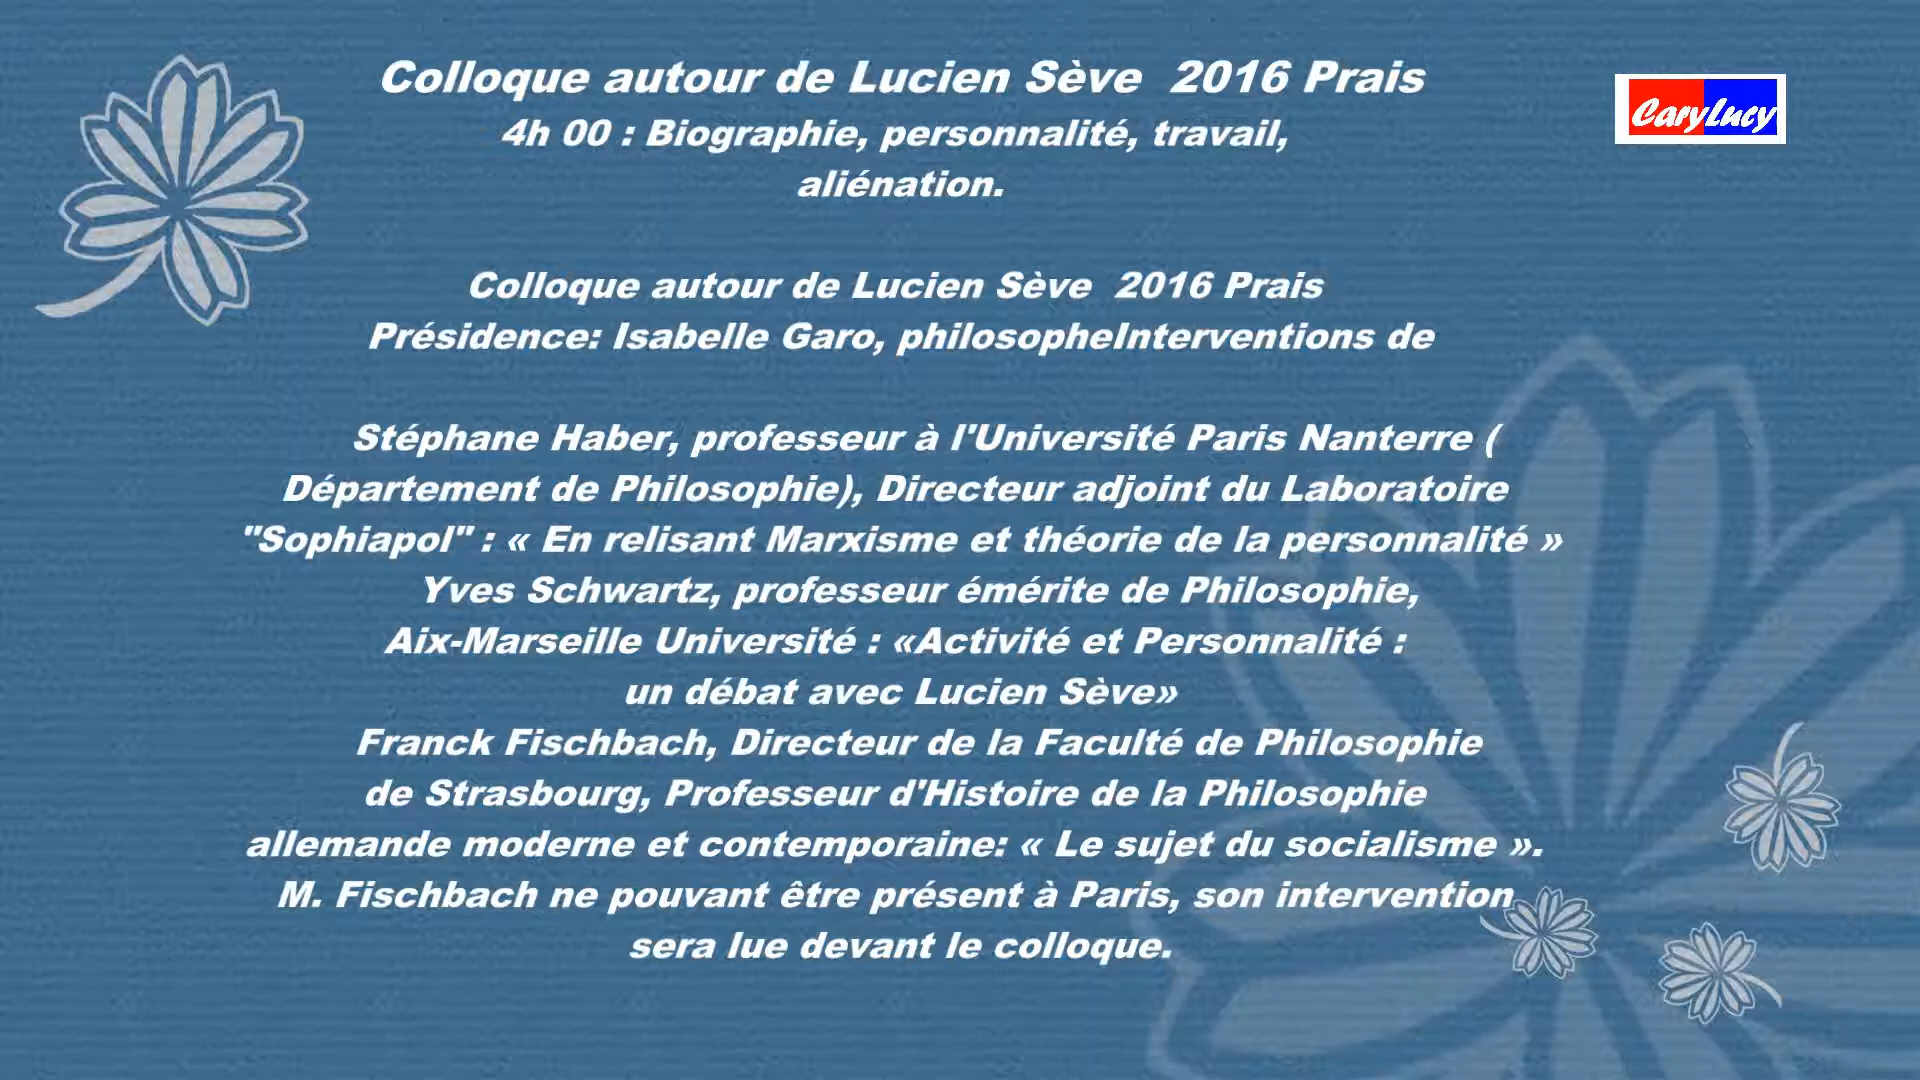 Colloque autour de Lucien Sève 2016 Prais
CaryLucy
4h 00 : Biographie, personnalité, travail,
aliénation.
Colloque autour de Lucien Sève 2016 Prais
Présidence: Isabelle Garo, philosopheInterventions de
Stéphane Haber, professeur à l'Université Paris Nanterre (
Département de Philosophie), Directeur adjoint du Laboratoire
"Sophiapol" : « En relisant Marxisme et théorie de la personnalité »
Yves Schwartz, professeur émérite de Philosophie,
Aix-Marseille Université : «Activité et Personnalité :
un débat avec Lucien Sève»
Franck Fischbach, Directeur de la Faculté de Philosophie
de Strasbourg, Professeur d'Histoire de la Philosophie
allemande moderne et contemporaine: « Le sujet du socialisme ».
M. Fischbach ne pouvant être présent à Paris, son intervention
sera lue devant le colloque.